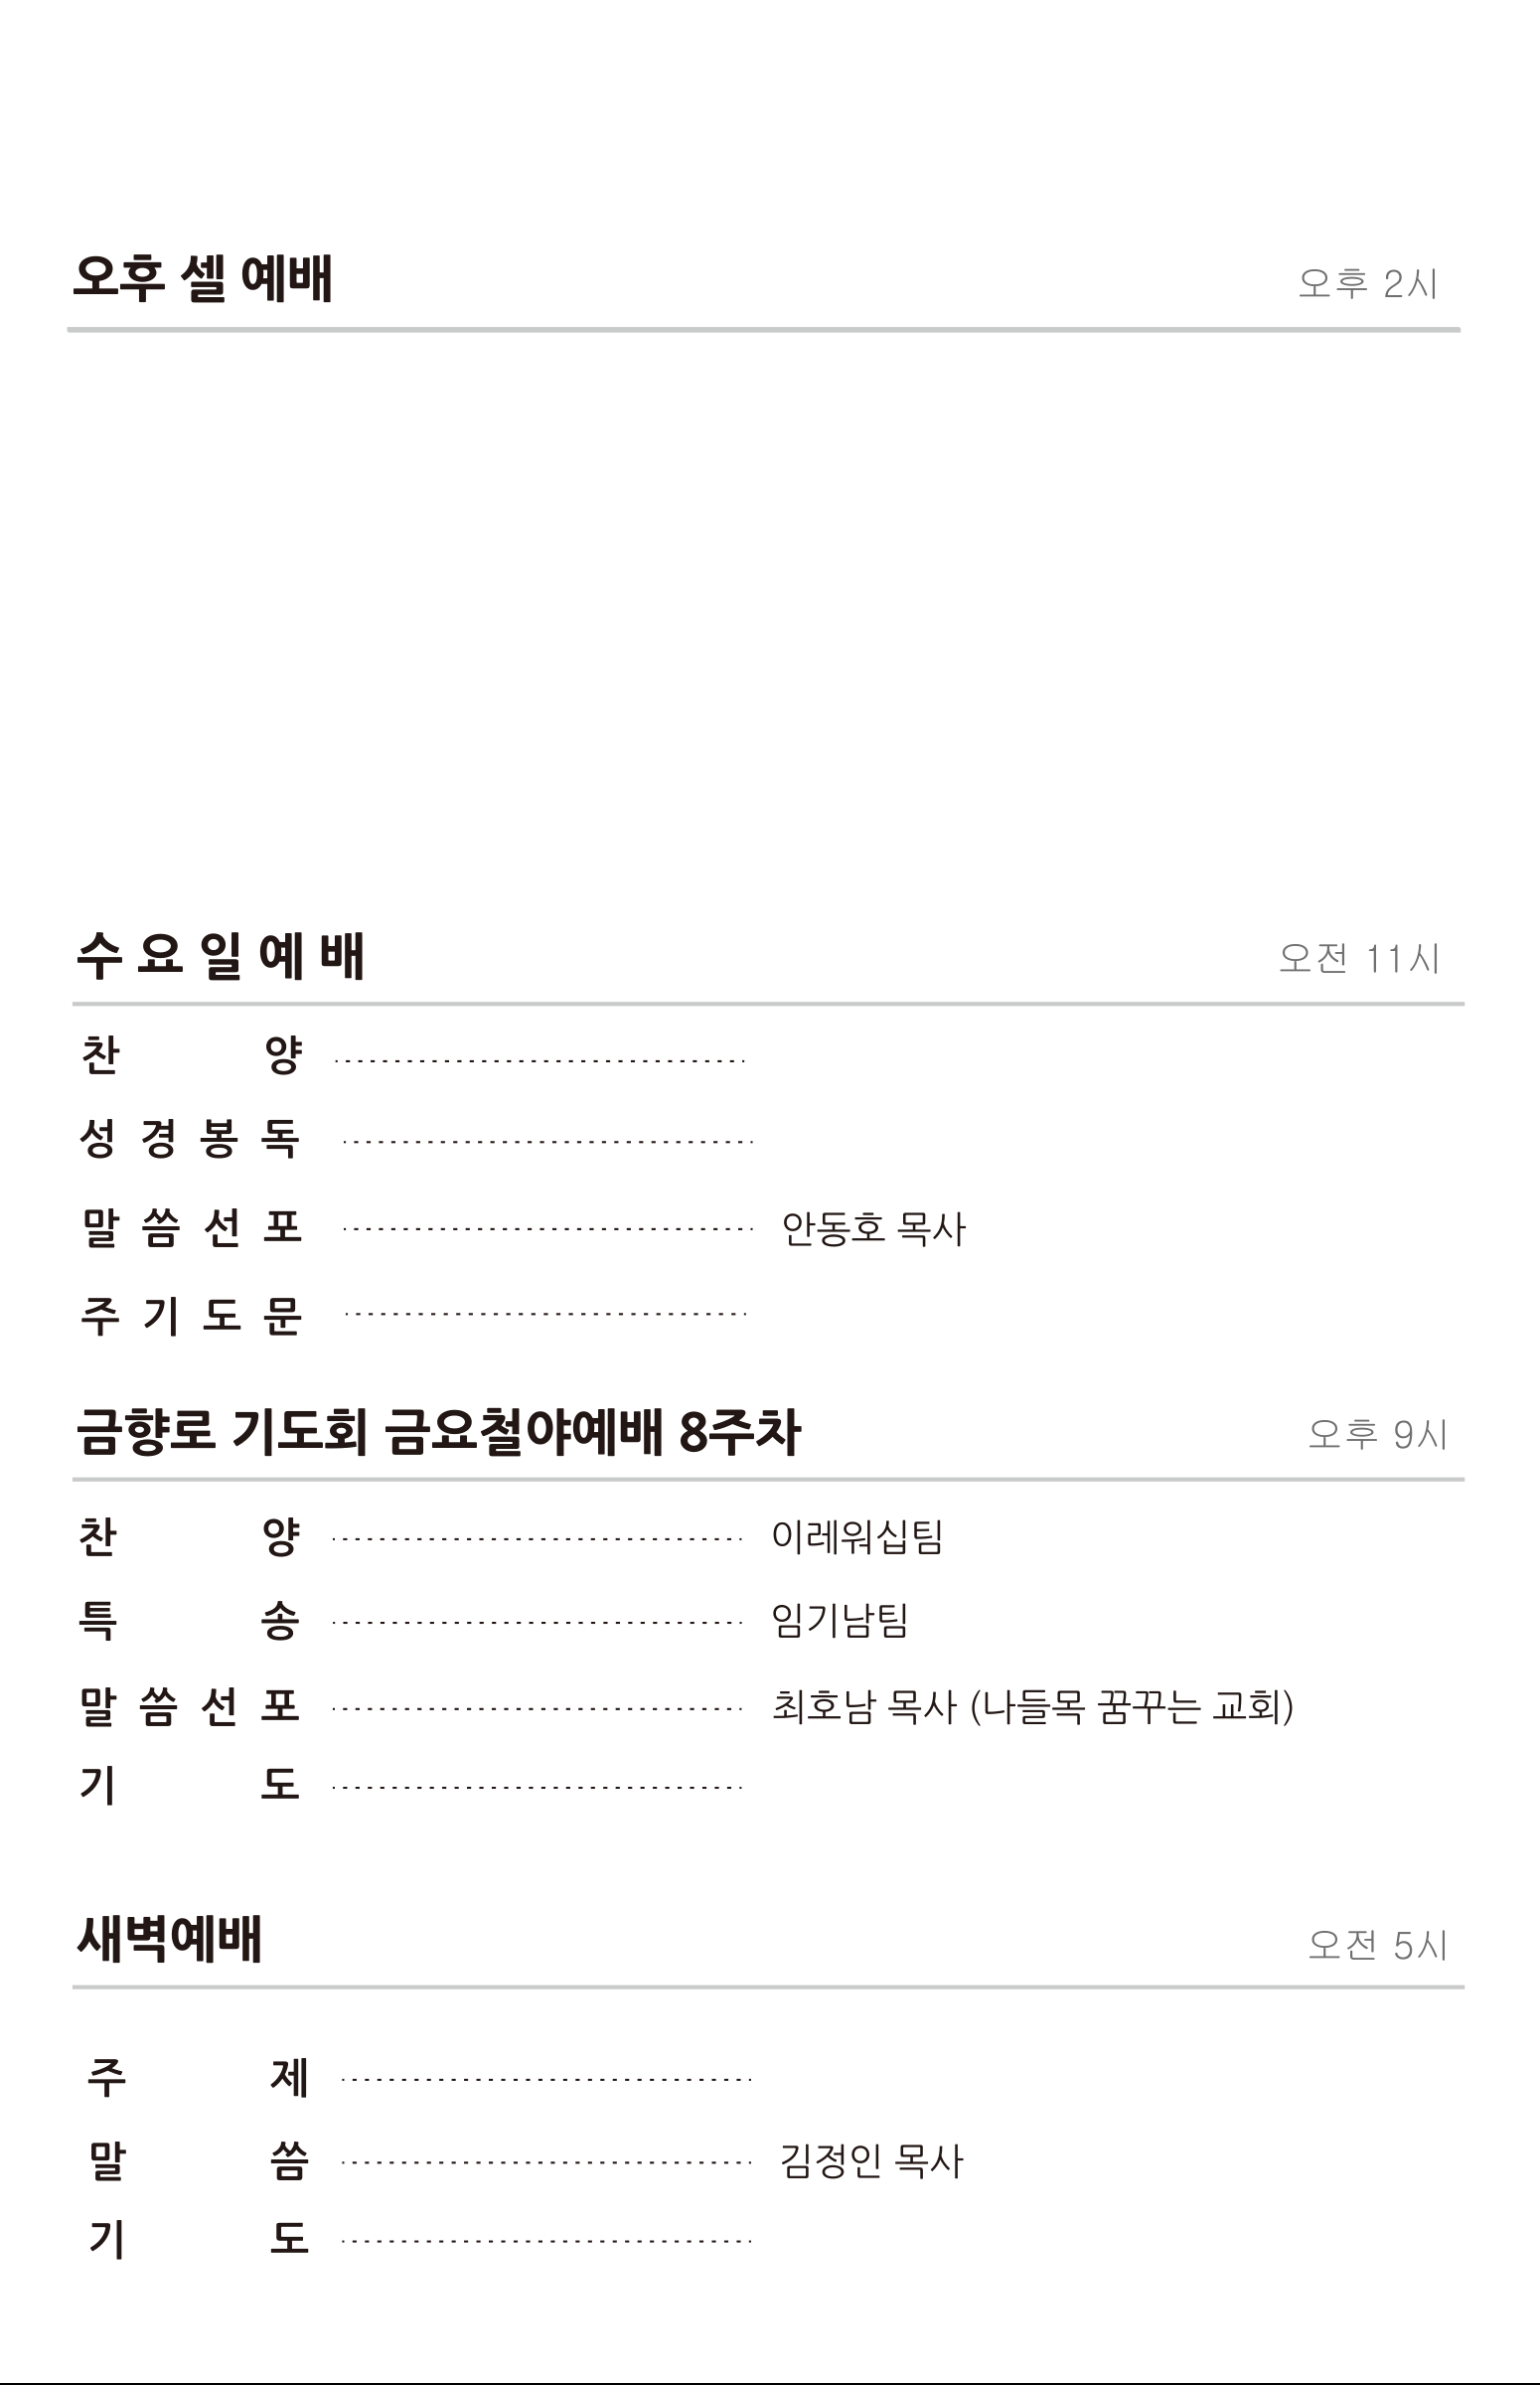 오후 셀 예배 오후 2시
수 요 일 예 배 오전 11시
찬 양
성 경 봉 독
말 씀 선 포 안동호 목사
주 기 도 문
금향로 기도회 금요철야예배 8주차 오후 9시
찬 양 이레워십팀
특 송 임기남팀
말 씀 선 포 최호남 목사 (나들목 꿈꾸는 교회)
기 도
새벽예배 오전 5시
주 제
말 씀 김정인 목사
기 도